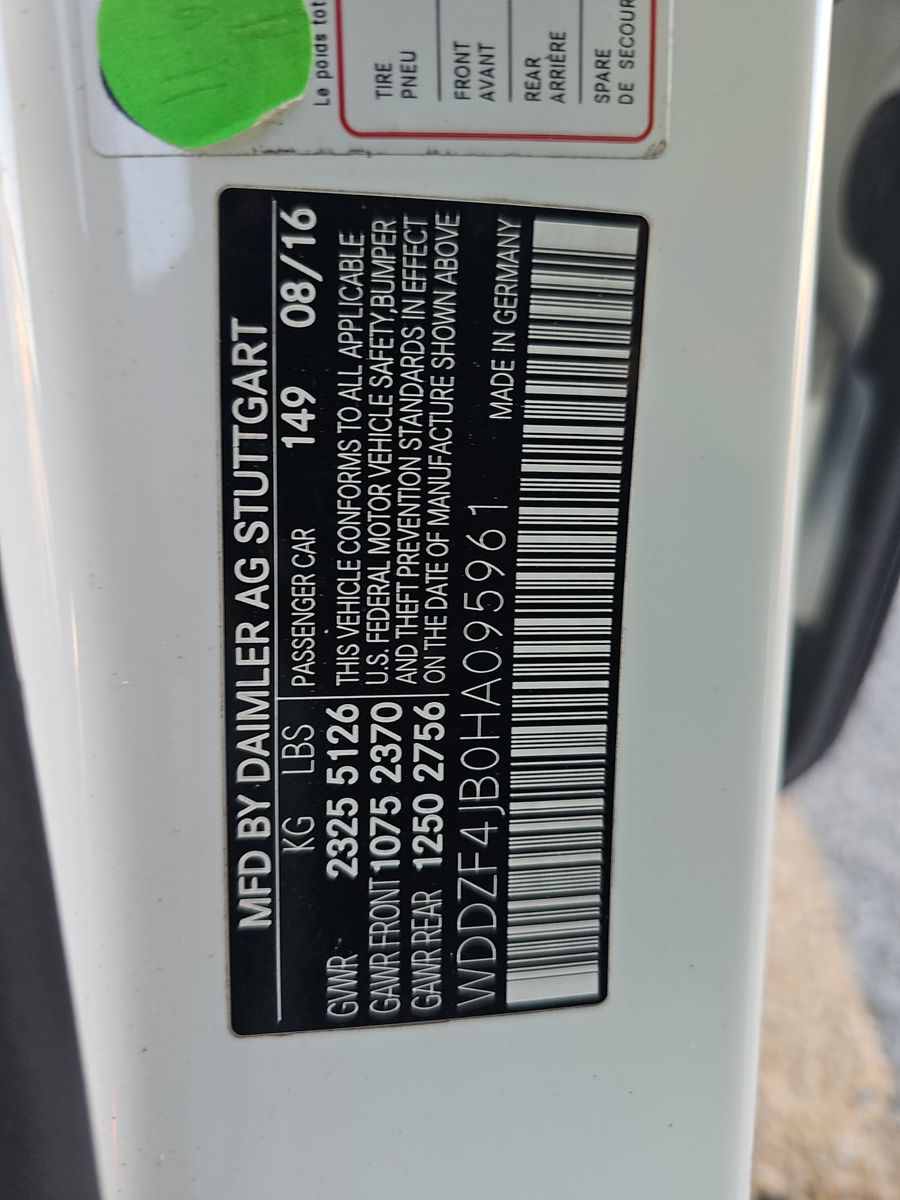 Le poids tot
TIRE
PNEU
FRONT
AVANT
REAR
ARRIÈRE
SPARE
DE SECOUR
MFD BY DAIMLER AG STUTTGART
KG LBS PASSENGER CAR 149 08/16
GVWR 2325 5126
GAWR FRONT 1075 2370
GAWR REAR 1250 2756
THIS VEHICLE CONFORMS TO ALL APPLICABLE
U.S. FEDERAL MOTOR VEHICLE SAFETY,BUMPER
AND THEFT PREVENTION STANDARDS IN EFFECT
ON THE DATE OF MANUFACTURE SHOWN ABOVE
WDDZF4JB0HA095961 MADE IN GERMANY